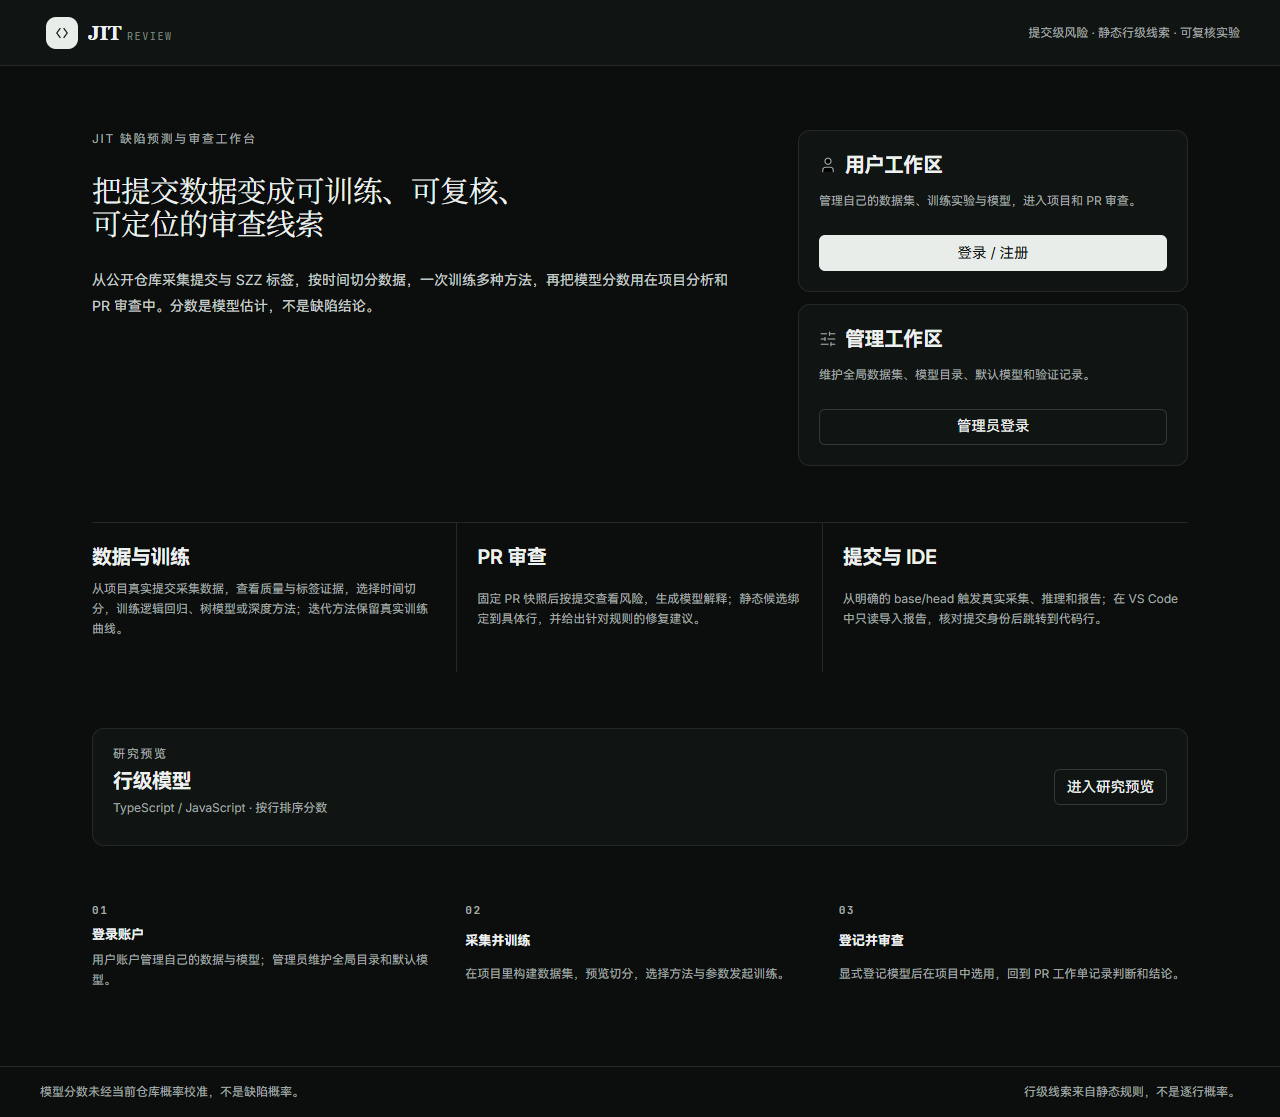 JIT REVIEW
提交级风险 · 静态行级线索 · 可复核实验
JIT 缺陷预测与审查工作台
把提交数据变成可训练、可复核、
可定位的审查线索
从公开仓库采集提交与 SZZ 标签，按时间切分数据，一次训练多种方法，再把模型分数用在项目分析和
PR 审查中。分数是模型估计，不是缺陷结论。
用户工作区
管理自己的数据集、训练实验与模型，进入项目和 PR 审查。
登录 / 注册
管理工作区
维护全局数据集、模型目录、默认模型和验证记录。
管理员登录
数据与训练
从项目真实提交采集数据，查看质量与标签证据，选择时间切
分，训练逻辑回归、树模型或深度方法；迭代方法保留真实训练
曲线。
PR 审查
固定 PR 快照后按提交查看风险，生成模型解释；静态候选绑
定到具体行，并给出针对规则的修复建议。
提交与 IDE
从明确的 base/head 触发真实采集、推理和报告；在 VS Code
中只读导入报告，核对提交身份后跳转到代码行。
研究预览
行级模型
TypeScript / JavaScript · 按行排序分数
进入研究预览
01
登录账户
用户账户管理自己的数据与模型；管理员维护全局目录和默认模
型。
02
采集并训练
在项目里构建数据集，预览切分，选择方法与参数发起训练。
03
登记并审查
显式登记模型后在项目中选用，回到 PR 工作单记录判断和结论。
模型分数未经当前仓库概率校准，不是缺陷概率。
行级线索来自静态规则，不是逐行概率。